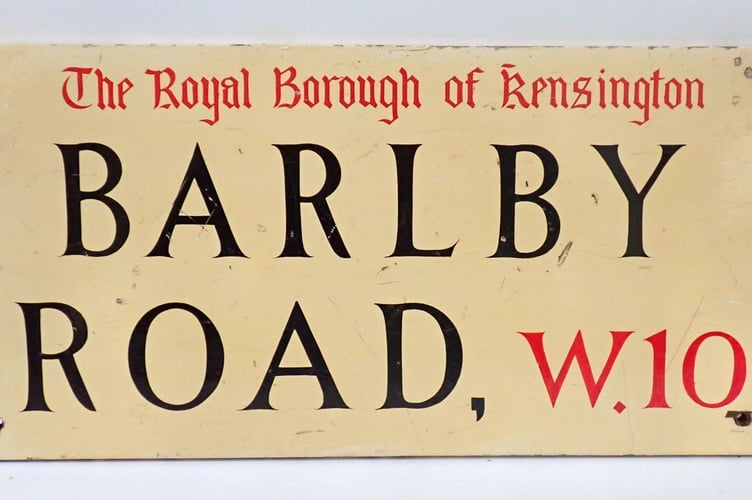 The Royal Borough of Kensington
BARLBY
ROAD, W.10